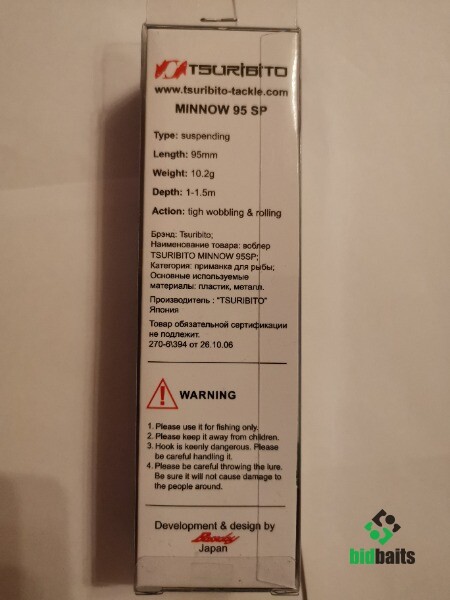 TSURIBITO
www.tsuribito-tackle.com
MINNOW 95 SP
Type: suspending
Length: 95mm
Weight: 10.2g
Depth: 1-1.5m
Action: tigh wobbling & rolling
Брэнд: Tsuribito;
Наименование товара: воблер
TSURIBITO MINNOW 95SP;
Категория: приманка для рыбы;
Основные используемые
материалы: пластик, металл.
Производитель : "TSURIBITO"
Япония
Товар обязательной сертификации
не подлежит.
270-6\394 от 26.10.06
WARNING
1. Please use it for fishing only.
2. Please keep it away from children.
3. Hook is keenly dangerous. Please
be careful handling it.
4. Please be careful throwing the lure.
Be sure it will not cause damage to
the people around.
Development & design by
Japan
bidbaits